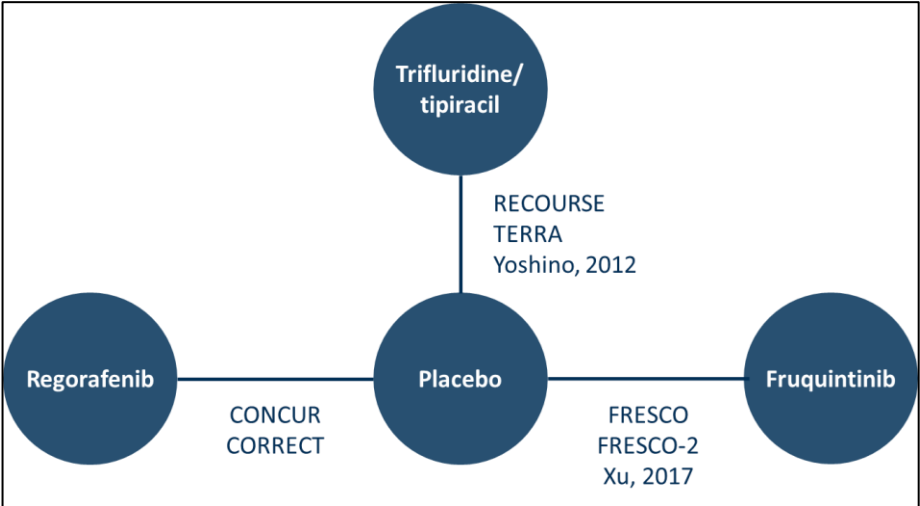 Trifluridine/
tipiracil
RECOURSE
TERRA
Yoshino, 2012
Regorafenib
Placebo
Fruquintinib
CONCUR
CORRECT
FRESCO
FRESCO-2
Xu, 2017